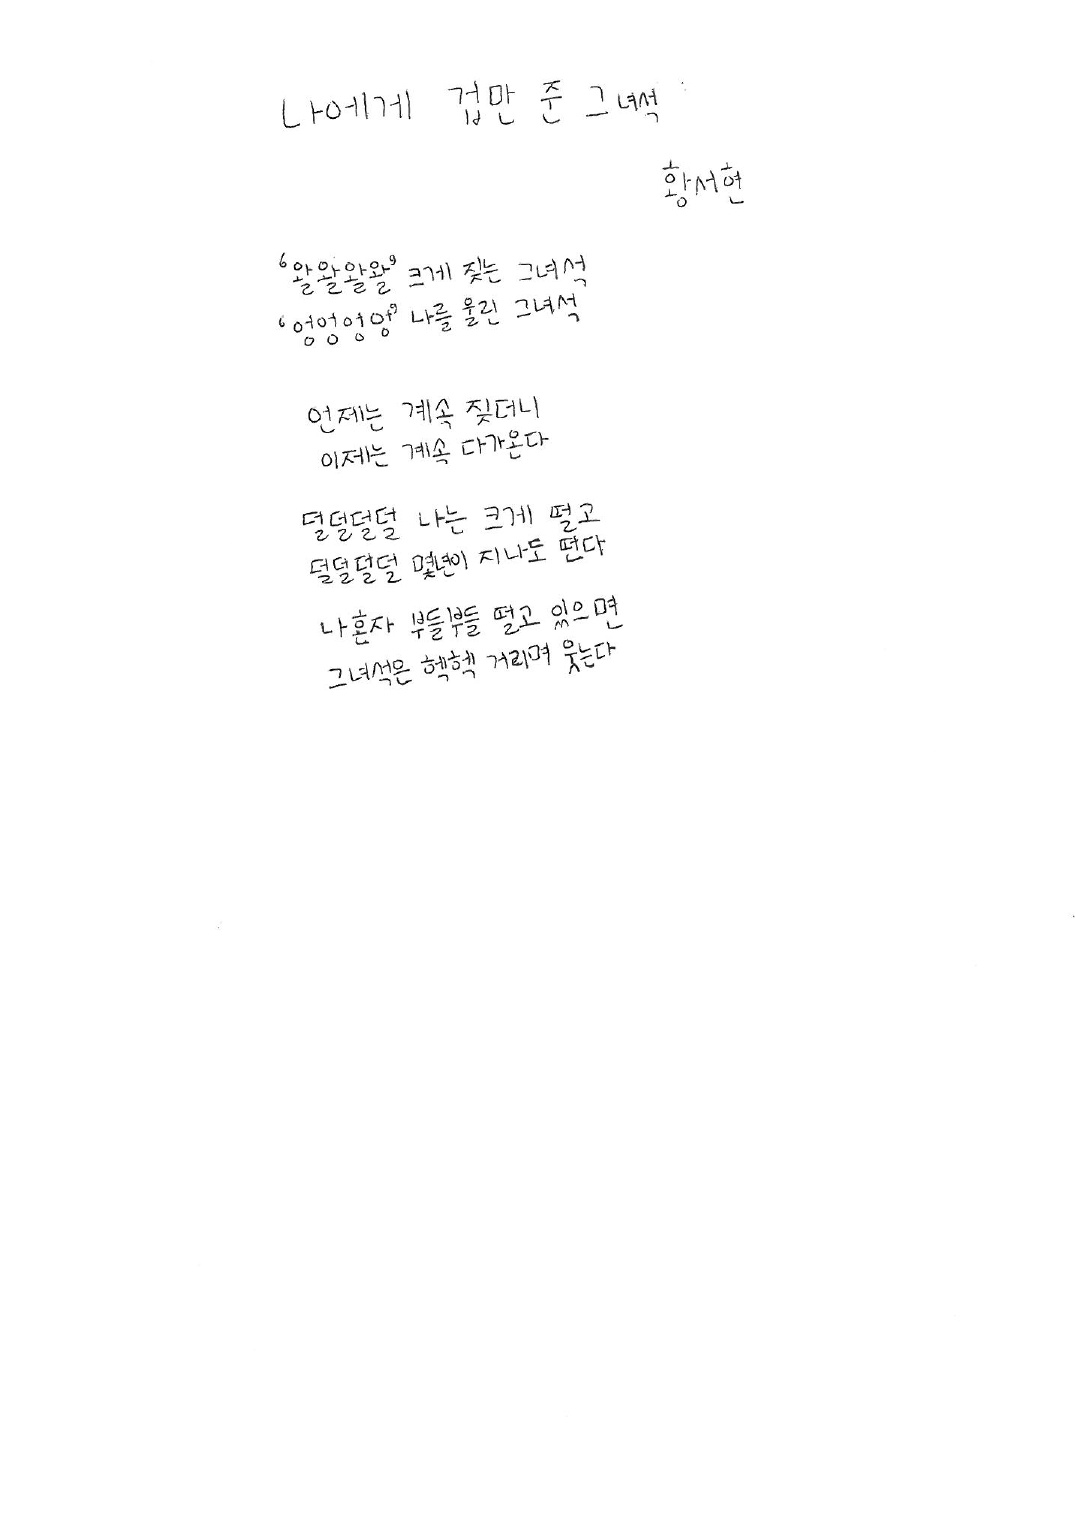 나에게 겁만 준 그녀석
황서현
‘왈왈왈왈’ 크게 짖는 그녀석
‘엉엉엉앙’ 나를 울린 그녀석
언제는 계속 짖더니
이제는 계속 다가온다
덜덜덜덜 나는 크게 떨고
덜덜덜덜 몇년이 지나도 떤다
나혼자 부들부들 떨고 있으면
그녀석은 헥헥 거리며 웃는다